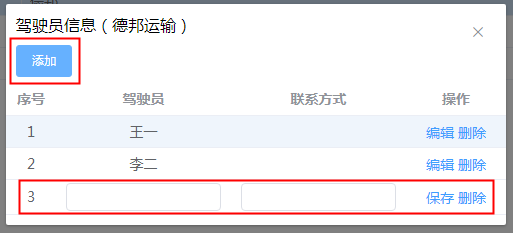 驾驶员信息（德邦运输）
添加
序号 驾驶员 联系方式 操作
1 王一 编辑 删除
2 李二 编辑 删除
3 保存 删除